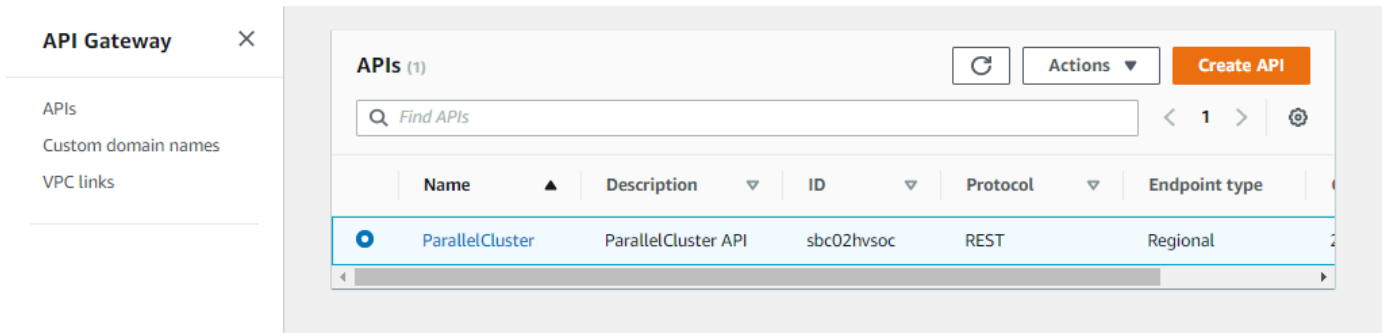 API Gateway
APIs
Custom domain names
VPC links
APIs (1)
Actions
Create API
Find APIs
1
Name Description ID Protocol Endpoint type
ParallelCluster ParallelCluster API sbc02hvsoc REST Regional